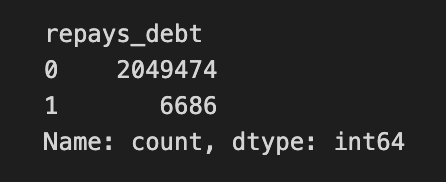 repays_debt
0    2049474
1       6686
Name: count, dtype: int64